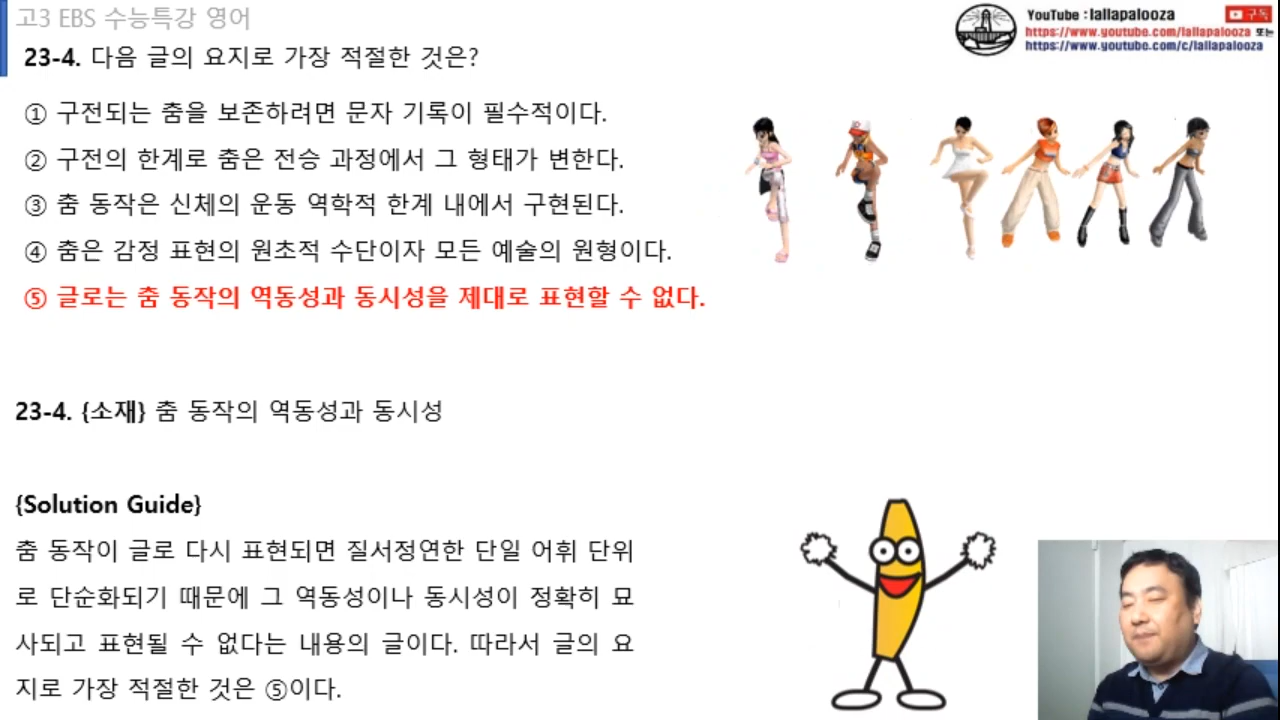 고3 EBS 수능특강 영어
YouTube : lallapalooza
구독
https://www.youtube.com/lallapalooza 또는
https://www.youtube.com/c/lallapalooza
23-4. 다음 글의 요지로 가장 적절한 것은?
① 구전되는 춤을 보존하려면 문자 기록이 필수적이다.
② 구전의 한계로 춤은 전승 과정에서 그 형태가 변한다.
③ 춤 동작은 신체의 운동 역학적 한계 내에서 구현된다.
④ 춤은 감정 표현의 원초적 수단이자 모든 예술의 원형이다.
⑤ 글로는 춤 동작의 역동성과 동시성을 제대로 표현할 수 없다.
23-4. {소재} 춤 동작의 역동성과 동시성
{Solution Guide}
춤 동작이 글로 다시 표현되면 질서정연한 단일 어휘 단위
로 단순화되기 때문에 그 역동성이나 동시성이 정확히 묘
사되고 표현될 수 없다는 내용의 글이다. 따라서 글의 요
지로 가장 적절한 것은 ⑤이다.